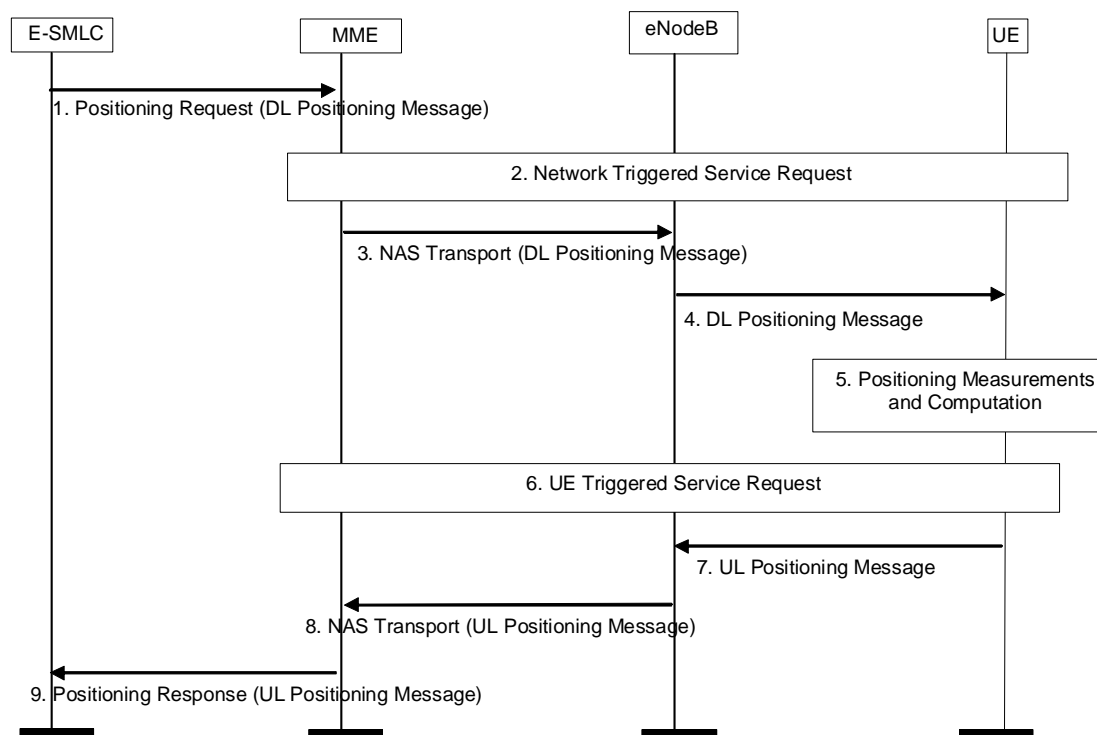 E-SMLC
MME
eNodeB
UE
1. Positioning Request (DL Positioning Message)
2. Network Triggered Service Request
3. NAS Transport (DL Positioning Message)
4. DL Positioning Message
5. Positioning Measurements
and Computation
6. UE Triggered Service Request
7. UL Positioning Message
8. NAS Transport (UL Positioning Message)
9. Positioning Response (UL Positioning Message)